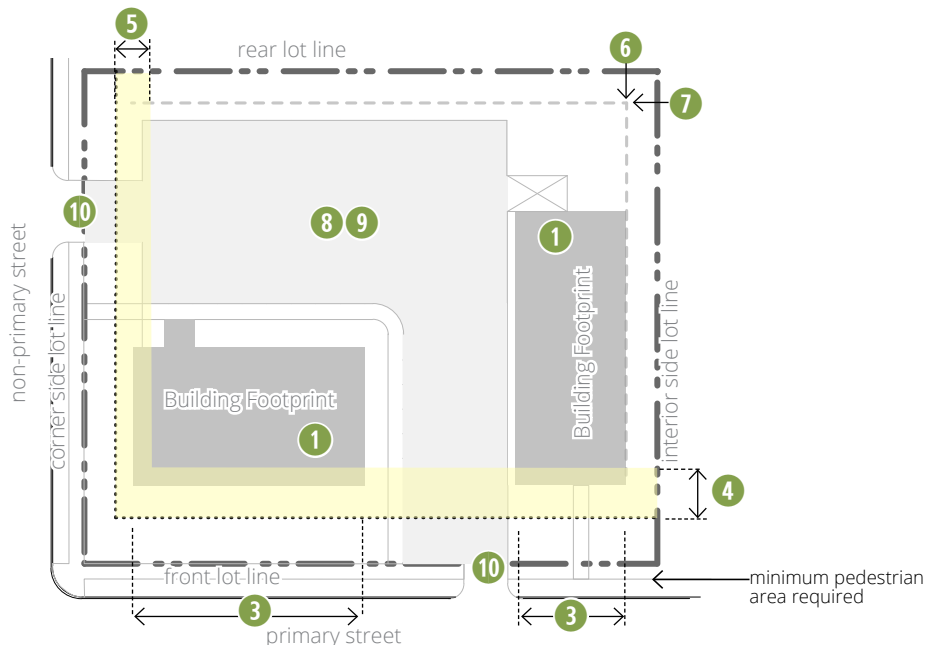 5
rear lot line
6
7
10
8 9
1
non-primary street
corner side lot line
Building Footprint
interior side lot line
Building Footprint
1
4
10
front lot line
minimum pedestrian
area required
3
3
primary street